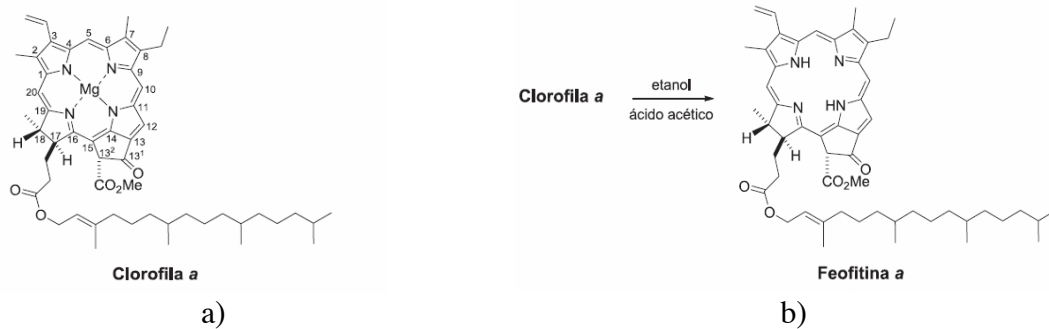 3 5 7
4 6
2 8
N N
1 9
Mg
20 10
N N
19 11
12
H 18 17 16 14 13
15
H 13² 13¹
O
CO₂Me
O
O
Clorofila a
a)
Clorofila a
etanol
ácido acético
NH N
N HN
H
H
O
CO₂Me
O
O
Feofitina a
b)